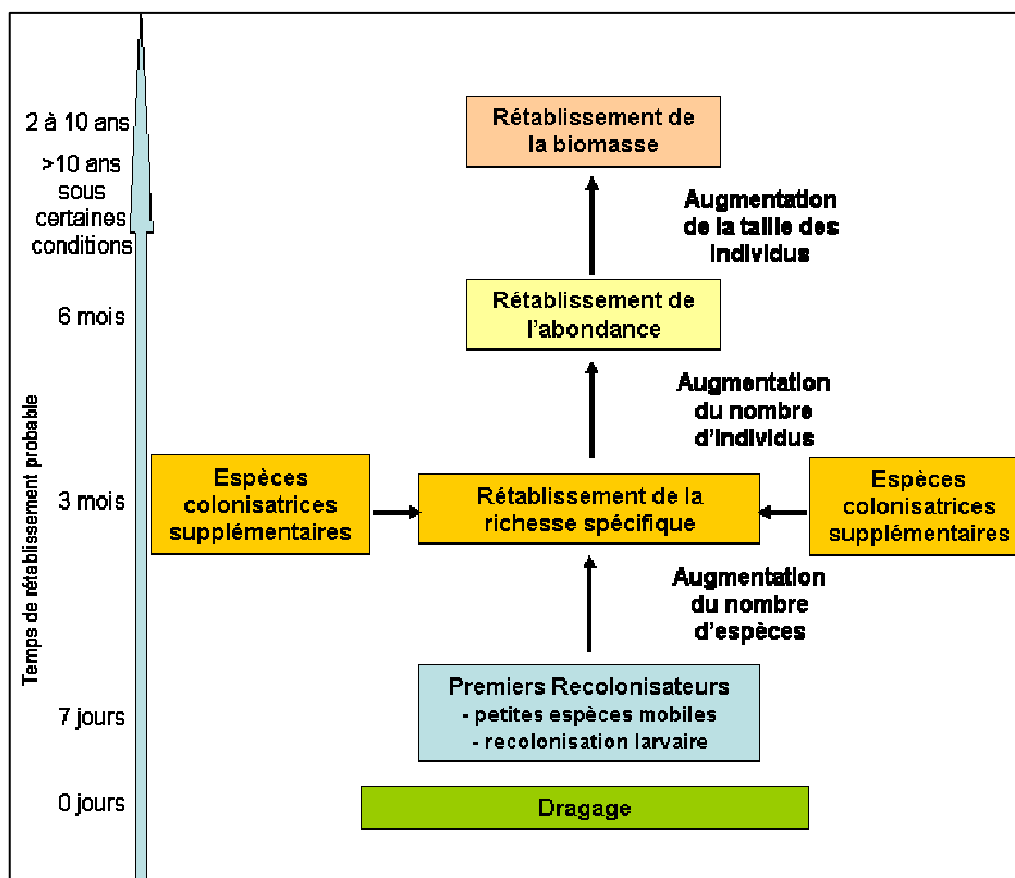 2 à 10 ans
>10 ans
sous
certaines
conditions
6 mois
3 mois
7 jours
0 jours
Temps de rétablissement probable
Rétablissement de
la biomasse
Augmentation
de la taille des
individus
Rétablissement de
l'abondance
Augmentation
du nombre
d'individus
Espèces
colonisatrices
supplémentaires
Rétablissement de la
richesse spécifique
Espèces
colonisatrices
supplémentaires
Augmentation
du nombre
d'espèces
Premiers Recolonisateurs
- petites espèces mobiles
- recolonisation larvaire
Dragage